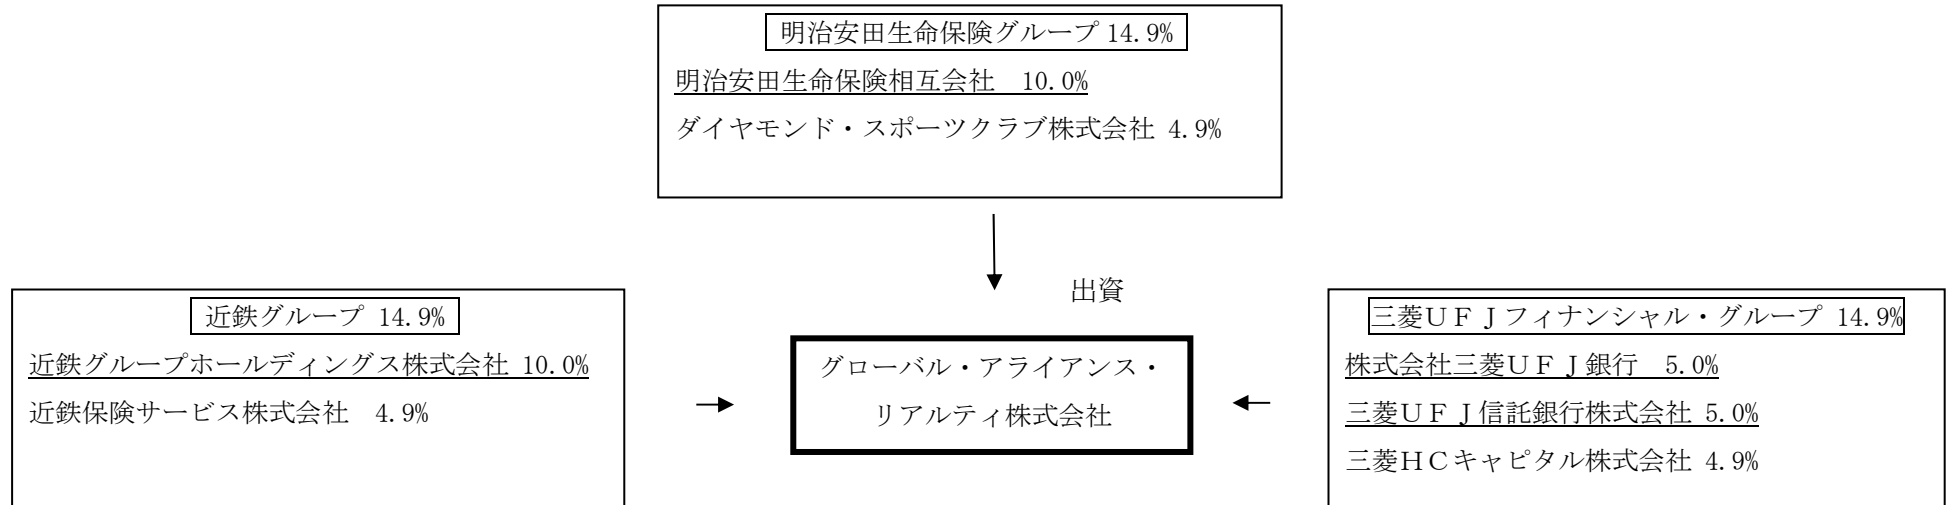 明治安田生命保険グループ 14.9%
明治安田生命保険相互会社　10.0%
ダイヤモンド・スポーツクラブ株式会社 4.9%
出資
近鉄グループ 14.9%
近鉄グループホールディングス株式会社 10.0%
近鉄保険サービス株式会社　4.9%
グローバル・アライアンス・
リアルティ株式会社
三菱ＵＦＪフィナンシャル・グループ 14.9%
株式会社三菱ＵＦＪ銀行　5.0%
三菱ＵＦＪ信託銀行株式会社 5.0%
三菱ＨＣキャピタル株式会社 4.9%